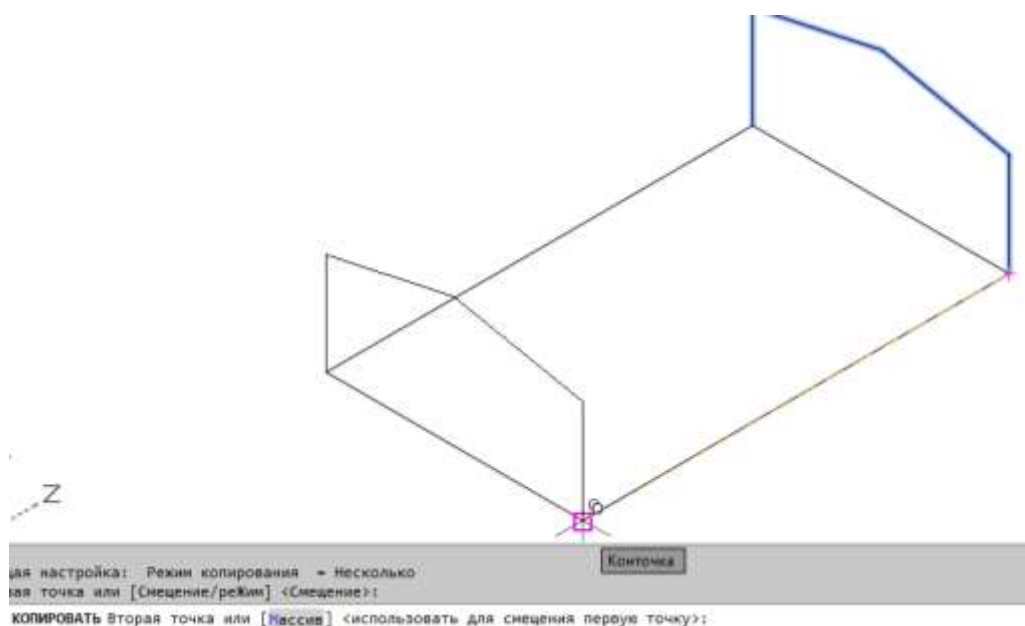 Z
Конточка
ая настройка: Режим копирования = Несколько
ая точка или [Смещение/реЖим] <Смещение>:
КОПИРОВАТЬ Вторая точка или [Массив] <использовать для смещения первую точку>: